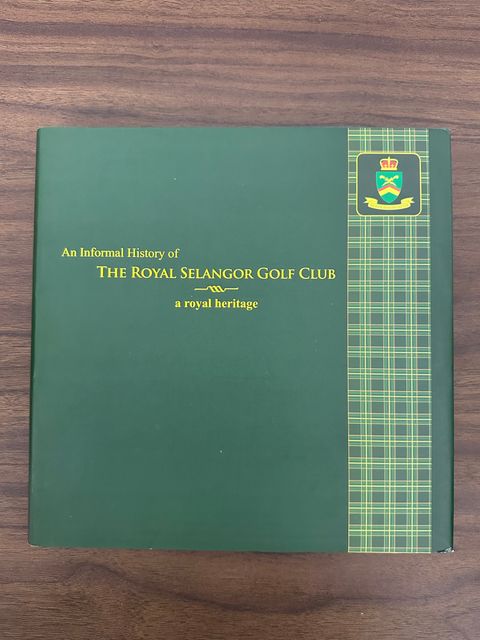 An Informal History of
THE ROYAL SELANGOR GOLF CLUB
a royal heritage